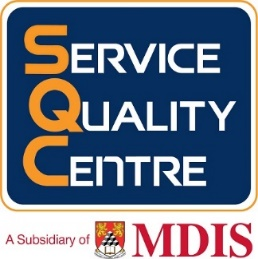 SERVICE
QUALITY
CENTRE
A Subsidiary of MDIS